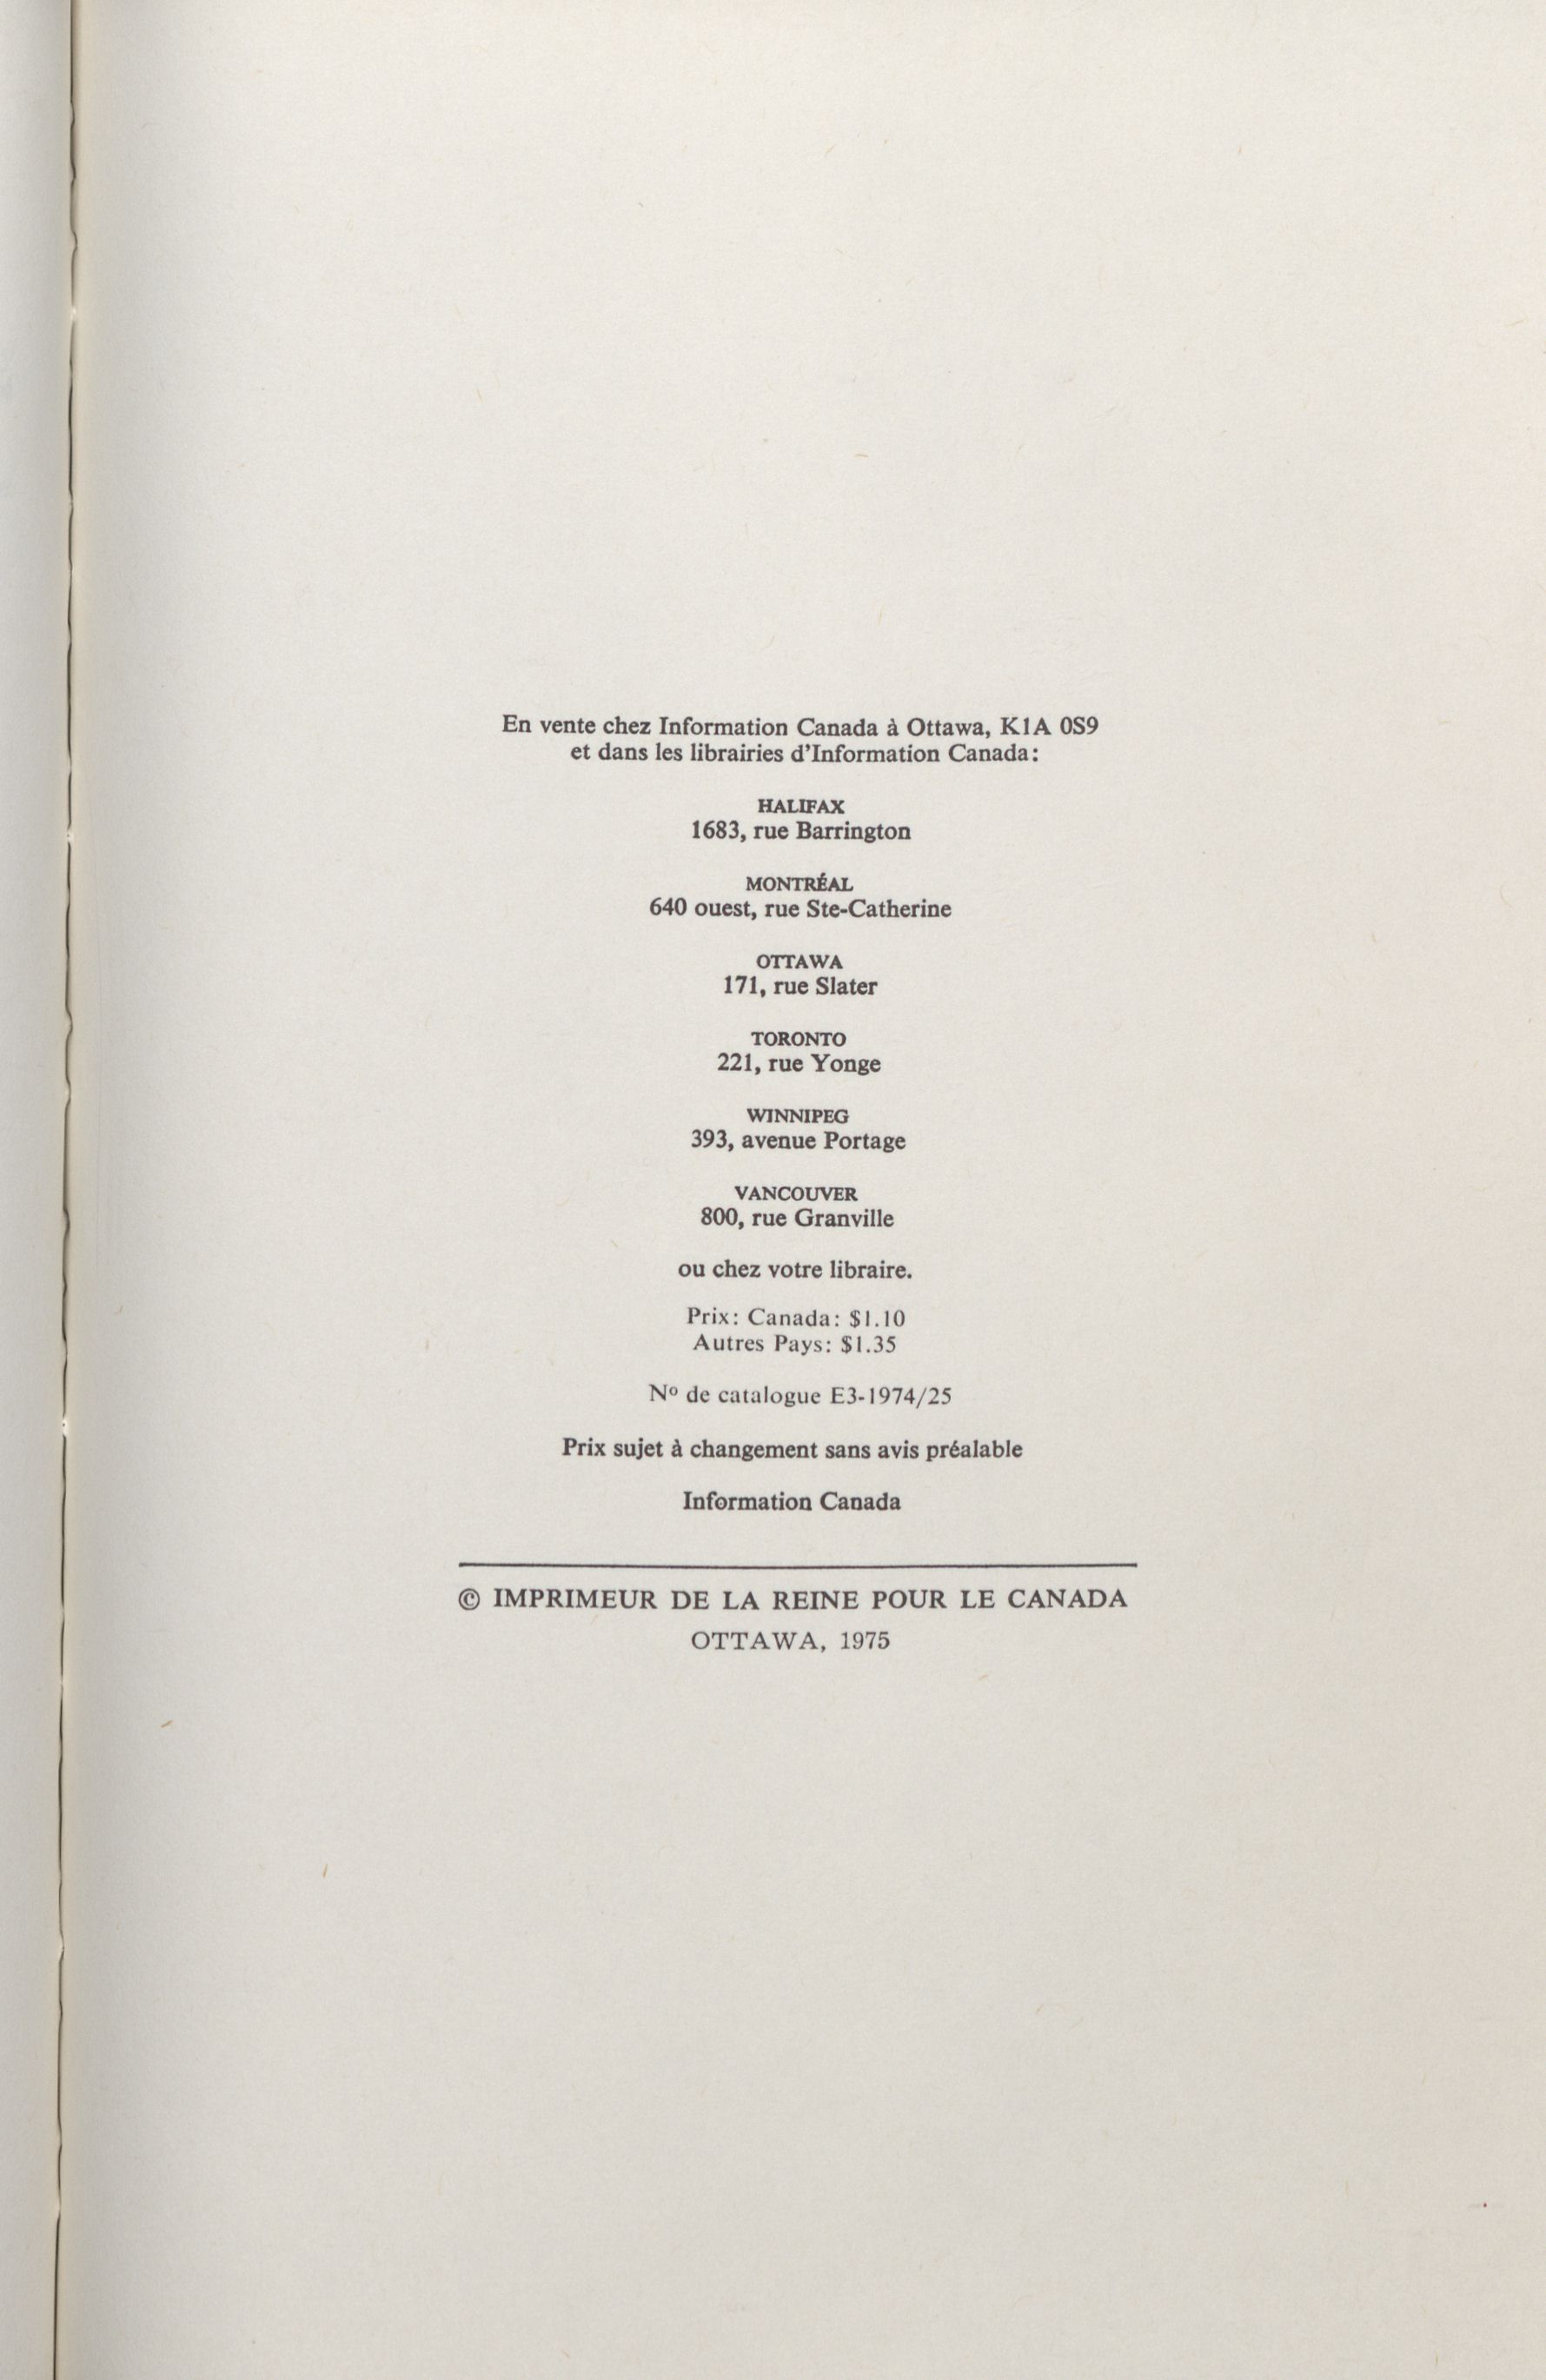 En vente chez Information Canada à Ottawa, K1A 0S9
et dans les librairies d'Information Canada:
HALIFAX
1683, rue Barrington
MONTRÉAL
640 ouest, rue Ste-Catherine
OTTAWA
171, rue Slater
TORONTO
221, rue Yonge
WINNIPEG
393, avenue Portage
VANCOUVER
800, rue Granville
ou chez votre libraire.
Prix: Canada: $1.10
Autres Pays: $1.35
Nº de catalogue E3-1974/25
Prix sujet à changement sans avis préalable
Information Canada
© IMPRIMEUR DE LA REINE POUR LE CANADA
OTTAWA, 1975